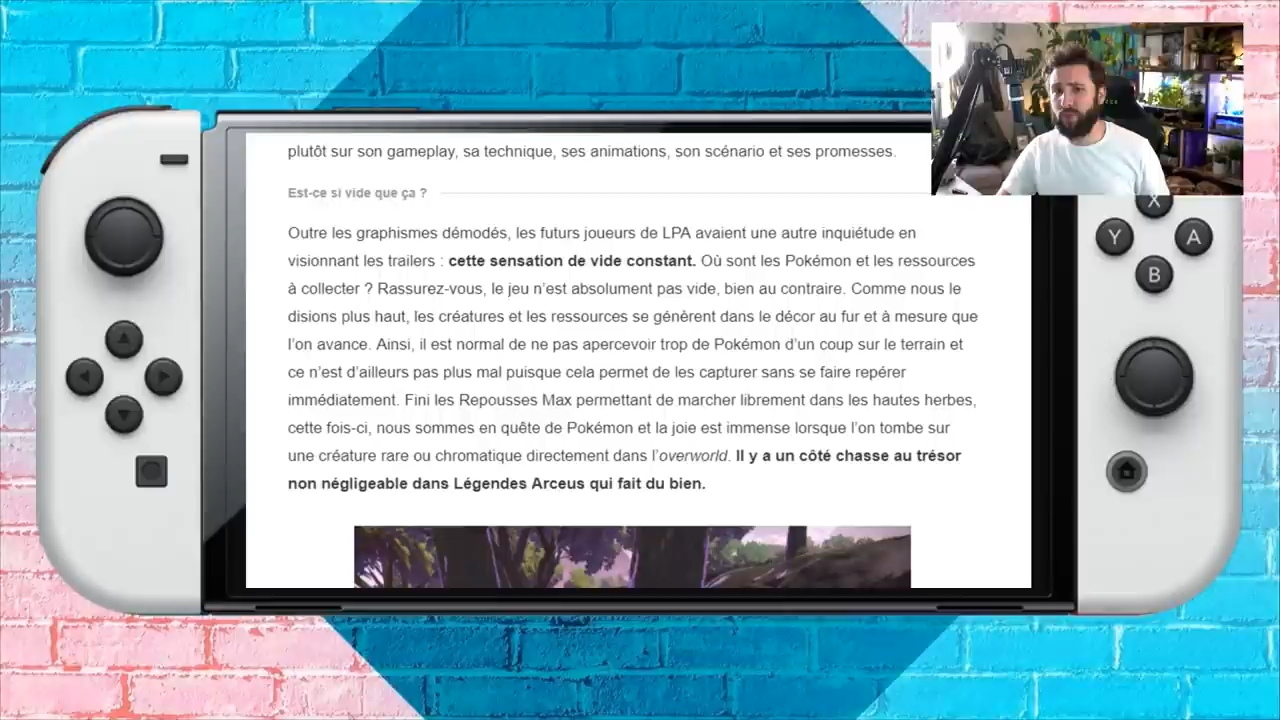 plutôt sur son gameplay, sa technique, ses animations, son scénario et ses promesses.
Est-ce si vide que ça ?
Outre les graphismes démodés, les futurs joueurs de LPA avaient une autre inquiétude en
visionnant les trailers : cette sensation de vide constant. Où sont les Pokémon et les ressources
à collecter ? Rassurez-vous, le jeu n'est absolument pas vide, bien au contraire. Comme nous le
disions plus haut, les créatures et les ressources se génèrent dans le décor au fur et à mesure que
l'on avance. Ainsi, il est normal de ne pas apercevoir trop de Pokémon d'un coup sur le terrain et
ce n'est d'ailleurs pas plus mal puisque cela permet de les capturer sans se faire repérer
immédiatement. Fini les Repousses Max permettant de marcher librement dans les hautes herbes,
cette fois-ci, nous sommes en quête de Pokémon et la joie est immense lorsque l'on tombe sur
une créature rare ou chromatique directement dans l'overworld. Il y a un côté chasse au trésor
non négligeable dans Légendes Arceus qui fait du bien.
X
Y
A
B